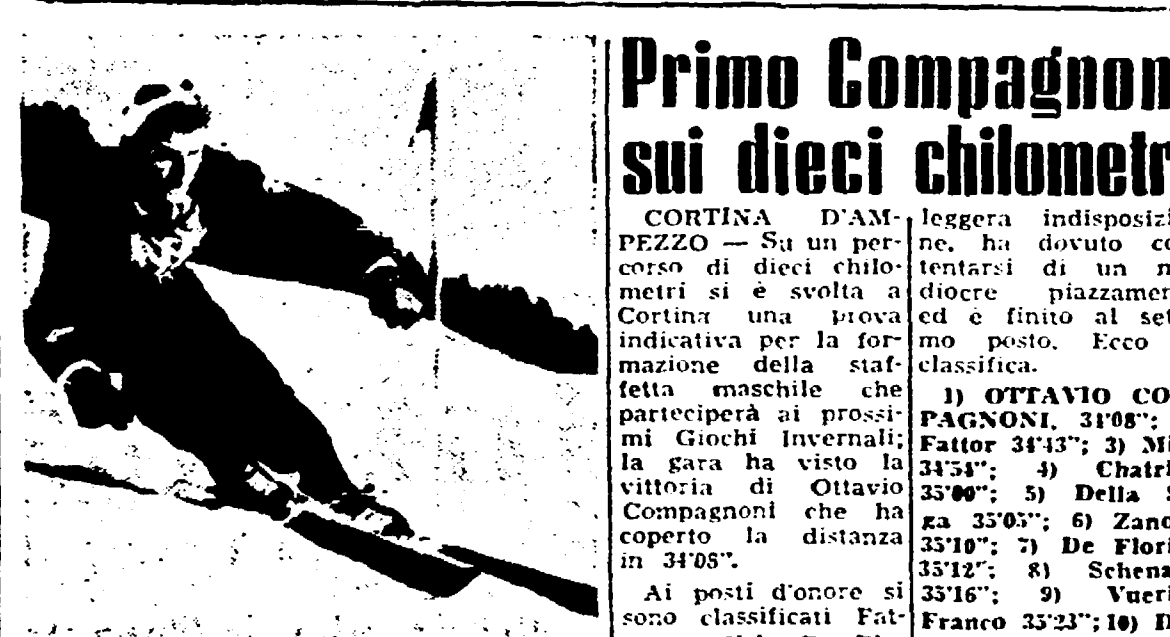 Primo Compagnon
sui dieci chilometr
CORTINA D'AM-
PEZZO — Su un per-
corso di dieci chilo-
metri si è svolta a
Cortina una prova
indicativa per la for-
mazione della staf-
fetta maschile che
parteciperà ai prossi-
mi Giochi Invernali;
la gara ha visto la
vittoria di Ottavio
Compagnoni che ha
coperto la distanza
in 34'08".
Ai posti d'onore si
sono classificati Fat-
leggera indisposizi
ne, ha dovuto co
tentarsi di un m
diocre piazzamen
ed è finito al set
mo posto. Ecco
classifica.
1) OTTAVIO CO
PAGNONI, 34'08";
Fattor 34'43"; 3) Mi
34'54"; 4) Chatri
35'00"; 5) Della S
ga 35'05"; 6) Zano
35'10"; 7) De Flori
35'12"; 8) Schena
35'16"; 9) Vueri
Franco 35'23"; 10)